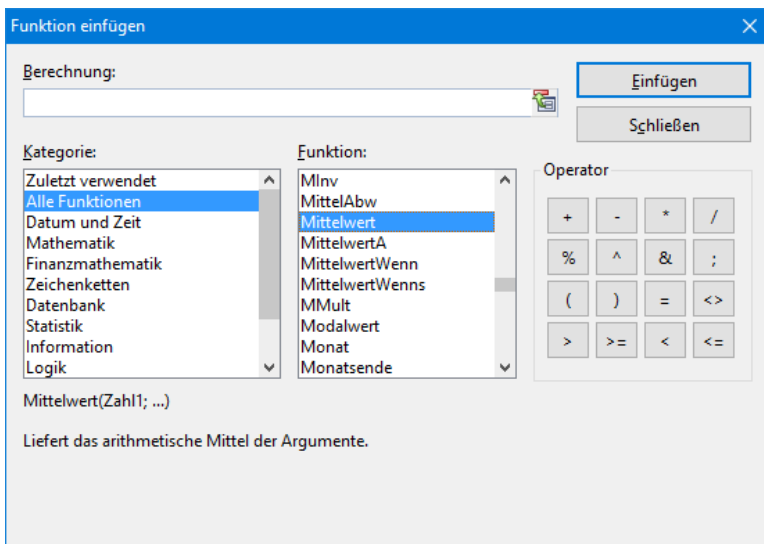 Funktion einfügen
Berechnung:
Einfügen
Schließen
Kategorie:
Zuletzt verwendet
Alle Funktionen
Datum und Zeit
Mathematik
Finanzmathematik
Zeichenketten
Datenbank
Statistik
Information
Logik
Funktion:
MInv
MittelAbw
Mittelwert
MittelwertA
MittelwertWenn
MittelwertWenns
MMult
Modalwert
Monat
Monatsende
Operator
+ - * /
% ^ & ;
( ) = <>
> >= < <=
Mittelwert(Zahl1; ...)
Liefert das arithmetische Mittel der Argumente.